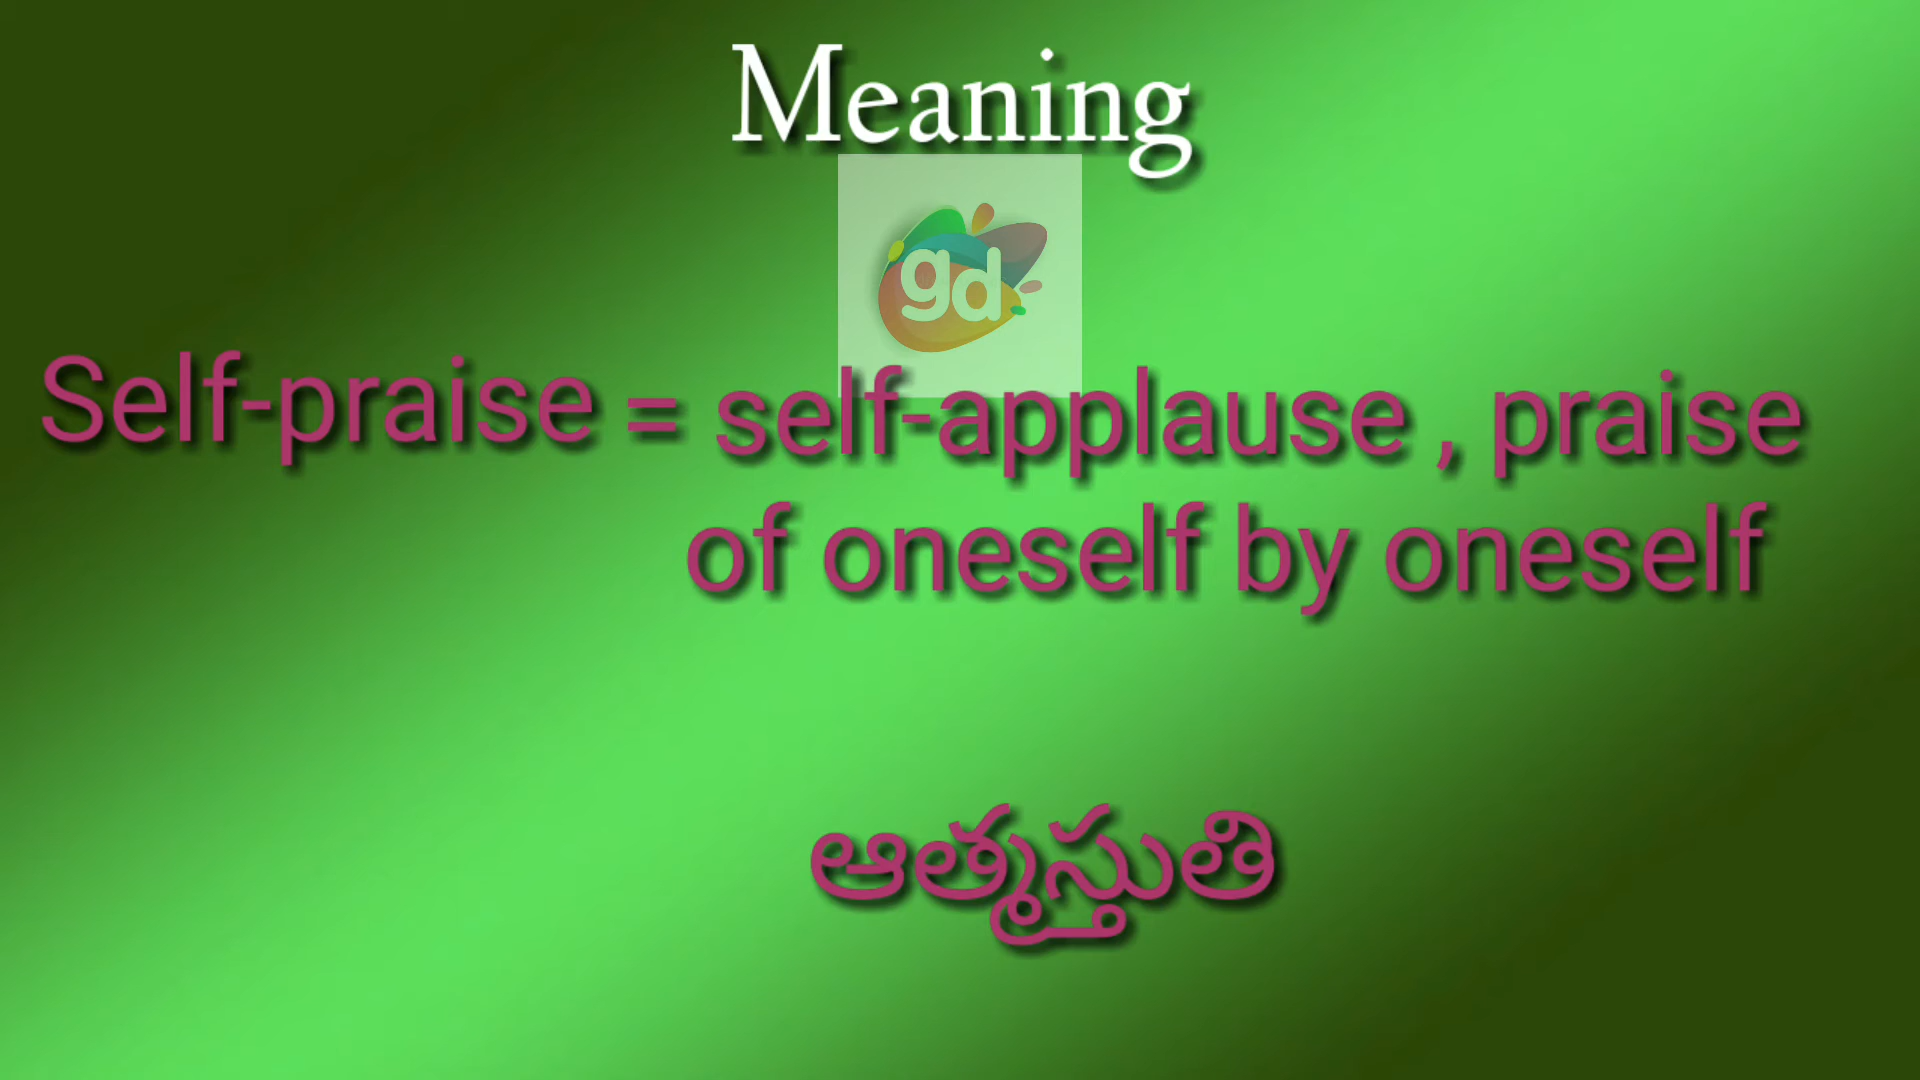 Meaning
gd
Self-praise = self-applause , praise
of oneself by oneself
ఆత్మస్తుతి